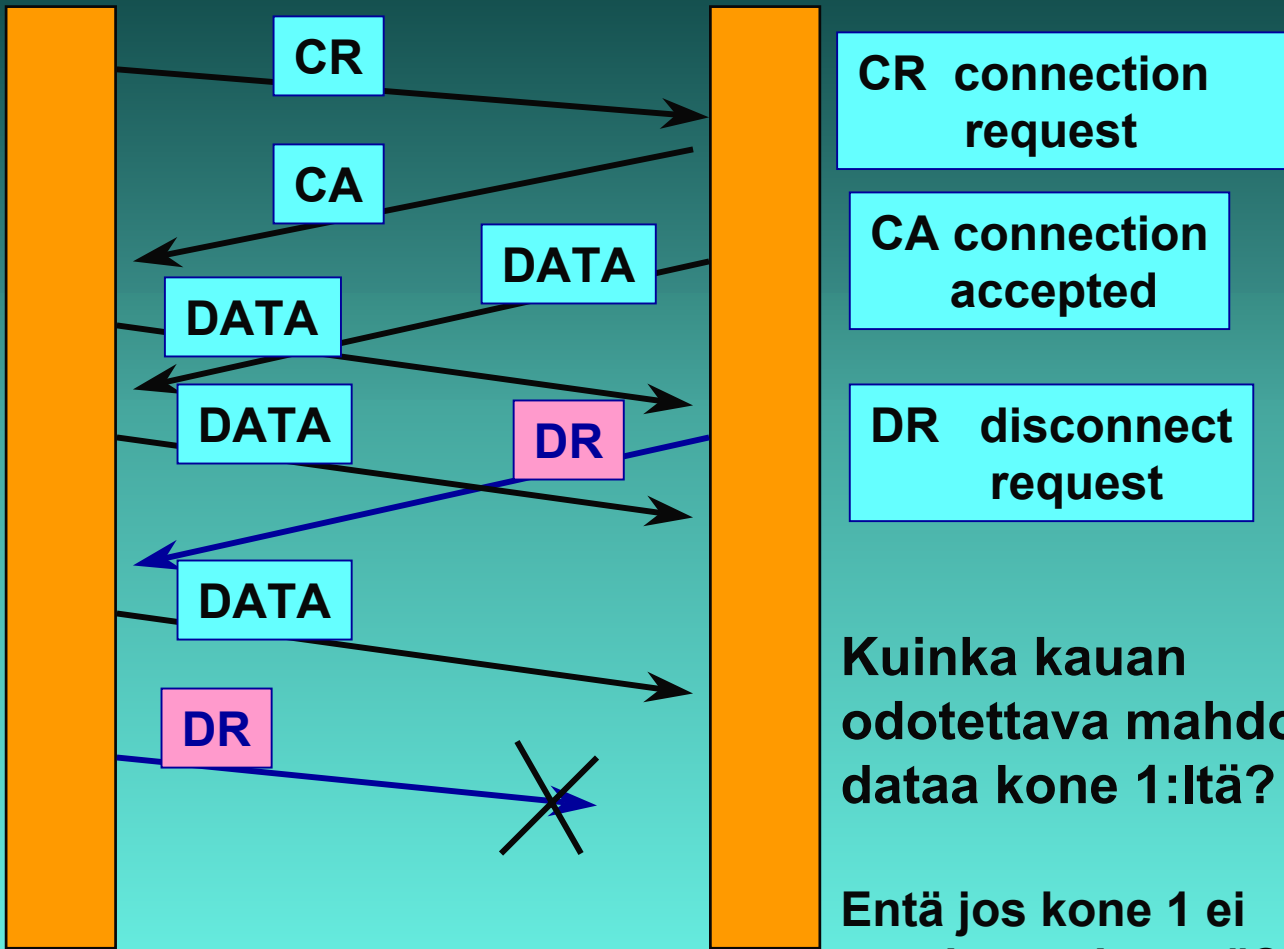 CR
CA
DATA
DATA
DATA
DR
DATA
DR
CR connection
request
CA connection
accepted
DR disconnect
request
Kuinka kauan
odotettava
dataa kone 1:ltä?
Entä jos kone 1 ei